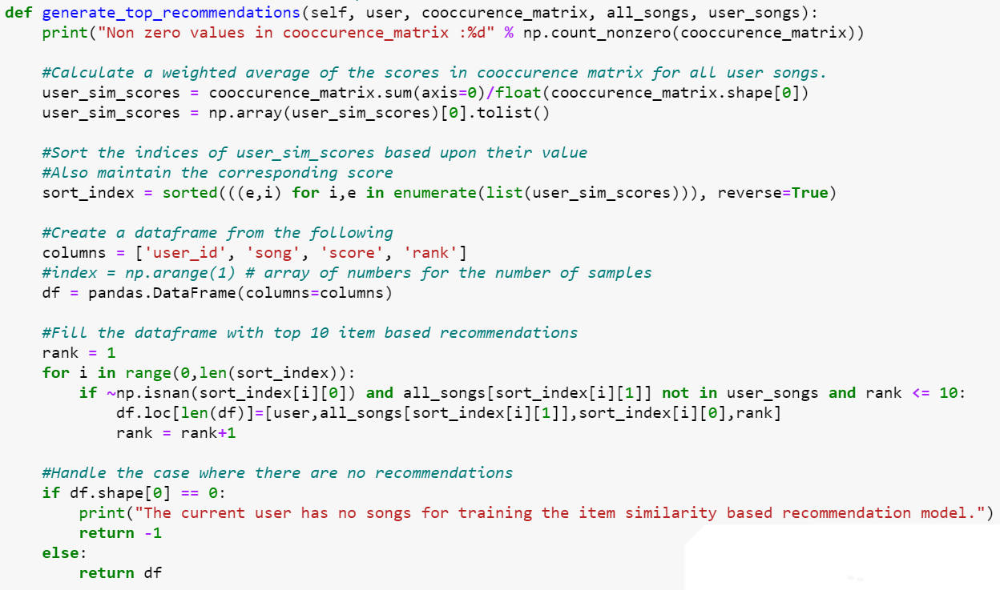 def generate_top_recommendations(self, user, cooccurence_matrix, all_songs, user_songs):
    print("Non zero values in cooccurence_matrix :%d" % np.count_nonzero(cooccurence_matrix))

    #Calculate a weighted average of the scores in cooccurence matrix for all user songs.
    user_sim_scores = cooccurence_matrix.sum(axis=0)/float(cooccurence_matrix.shape[0])
    user_sim_scores = np.array(user_sim_scores)[0].tolist()

    #Sort the indices of user_sim_scores based upon their value
    #Also maintain the corresponding score
    sort_index = sorted(((e,i) for i,e in enumerate(list(user_sim_scores))), reverse=True)

    #Create a dataframe from the following
    columns = ['user_id', 'song', 'score', 'rank']
    #index = np.arange(1) # array of numbers for the number of samples
    df = pandas.DataFrame(columns=columns)

    #Fill the dataframe with top 10 item based recommendations
    rank = 1
    for i in range(0,len(sort_index)):
        if ~np.isnan(sort_index[i][0]) and all_songs[sort_index[i][1]] not in user_songs and rank <= 10:
            df.loc[len(df)]=[user,all_songs[sort_index[i][1]],sort_index[i][0],rank]
            rank = rank+1

    #Handle the case where there are no recommendations
    if df.shape[0] == 0:
        print("The current user has no songs for training the item similarity based recommendation model.")
        return -1
    else:
        return df